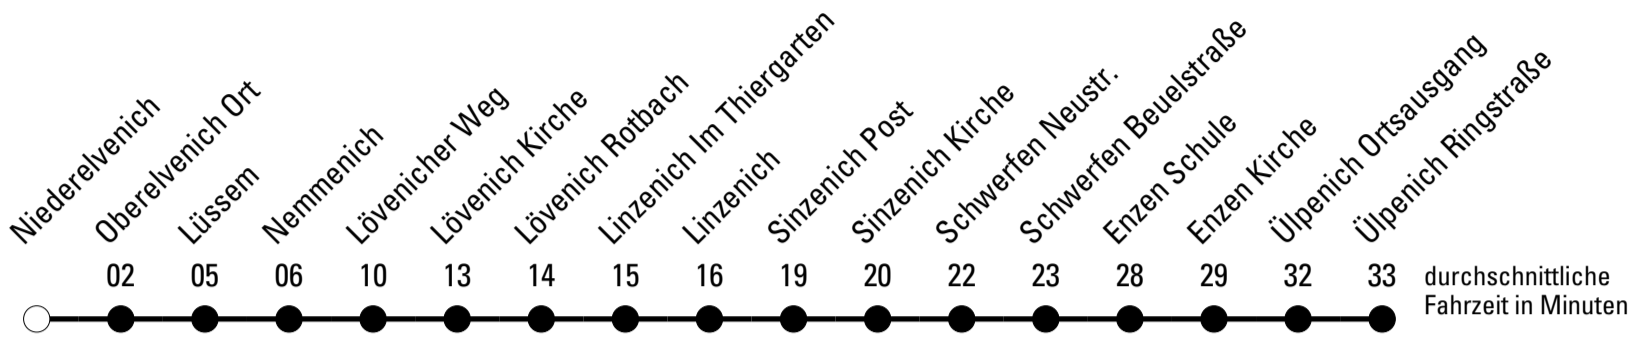 Niederelvenich
Oberelvenich Ort
Lüssem
Nemmenich
Lövenicher Weg
Lövenich Kirche
Lövenich Rotbach
Linzenich Im Thiergarten
Linzenich
Sinzenich Post
Sinzenich Kirche
Schwerfen Neustr.
Schwerfen Beuelstraße
Enzen Schule
Enzen Kirche
Ülpenich Ortsausgang
Ülpenich Ringstraße
02 05 06 10 13 14 15 16 19 20 22 23 28 29 32 33 durchschnittliche
Fahrzeit in Minuten